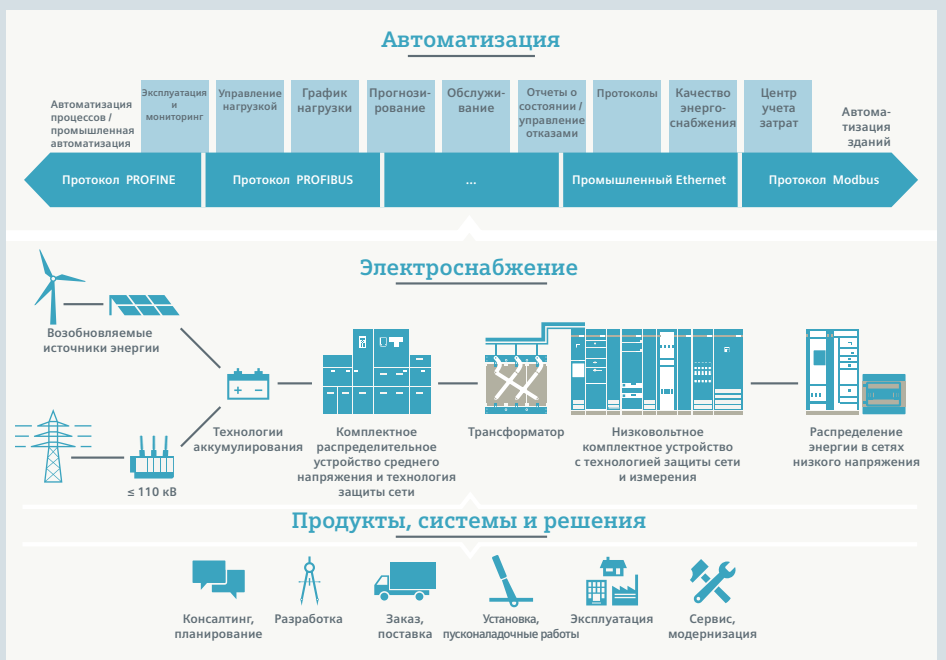 Автоматизация
Автоматизация
процессов /
промышленная
автоматизация
Эксплуатация
и
мониторинг
Управление
нагрузкой
График
нагрузки
Прогнози-
рование
Обслужи-
вание
Отчеты о
состоянии /
управление
отказами
Протоколы
Качество
энерго-
снабжения
Центр
учета
затрат
Автома-
тизация
зданий
Протокол PROFINE
Протокол PROFIBUS
...
Промышленный Ethernet
Протокол Modbus
Электроснабжение
Возобновляемые
источники энергии
≤ 110 кВ
Технологии
аккумулирования
Комплектное
распределительное
устройство среднего
напряжения и технология
защиты сети
Трансформатор
Низковольтное
комплектное устройство
с технологией защиты сети
и измерения
Распределение
энергии в сетях
низкого напряжения
Продукты, системы и решения
Консалтинг,
планирование
Разработка
Заказ,
поставка
Установка,
пусконаладочные работы
Эксплуатация
Сервис,
модернизация